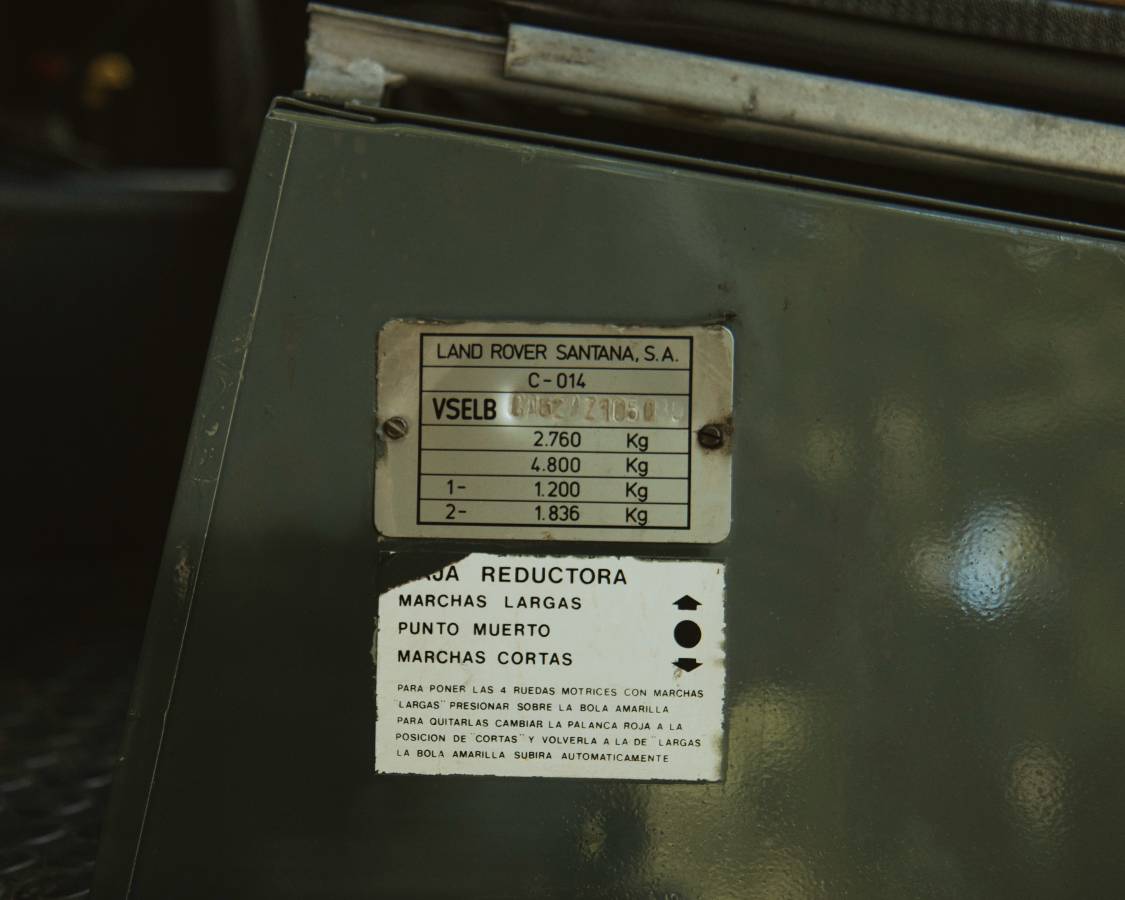 LAND ROVER SANTANA, S.A.
C-014
VSELB
2.760 Kg
4.800 Kg
1- 1.200 Kg
2- 1.836 Kg
REDUCTORA
MARCHAS LARGAS
PUNTO MUERTO
MARCHAS CORTAS
PARA PONER LAS 4 RUEDAS MOTRICES CON MARCHAS
"LARGAS" PRESIONAR SOBRE LA BOLA AMARILLA
PARA QUITARLAS CAMBIAR LA PALANCA ROJA A LA
POSICION DE "CORTAS" Y VOLVERLA A LA DE "LARGAS
LA BOLA AMARILLA SUBIRA AUTOMATICAMENTE